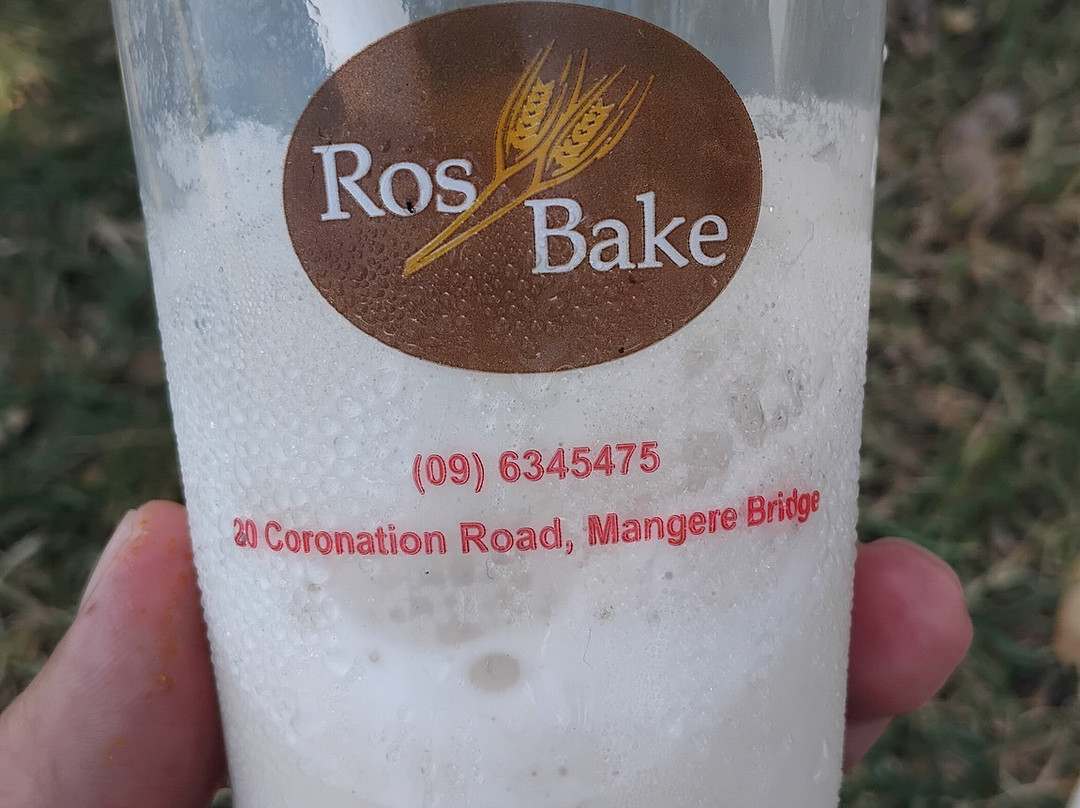 Ros
Bake
(09) 6345475
20 Coronation Road, Mangere Bridge